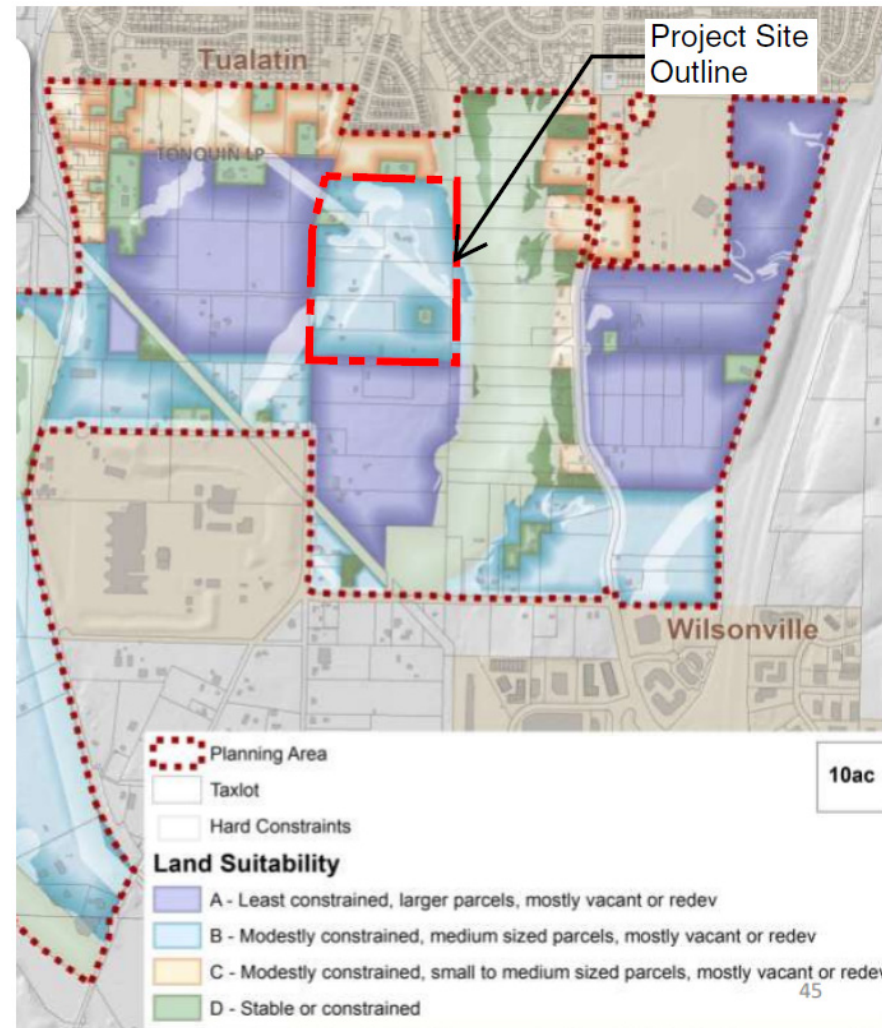 Project Site
Outline
Tualatin
TONQUIN LP
Wilsonville
Planning Area
Taxlot
Hard Constraints
10ac
Land Suitability
A - Least constrained, larger parcels, mostly vacant or redev
B - Modestly constrained, medium sized parcels, mostly vacant or redev
C - Modestly constrained, small to medium sized parcels, mostly vacant or redev
45
D - Stable or constrained